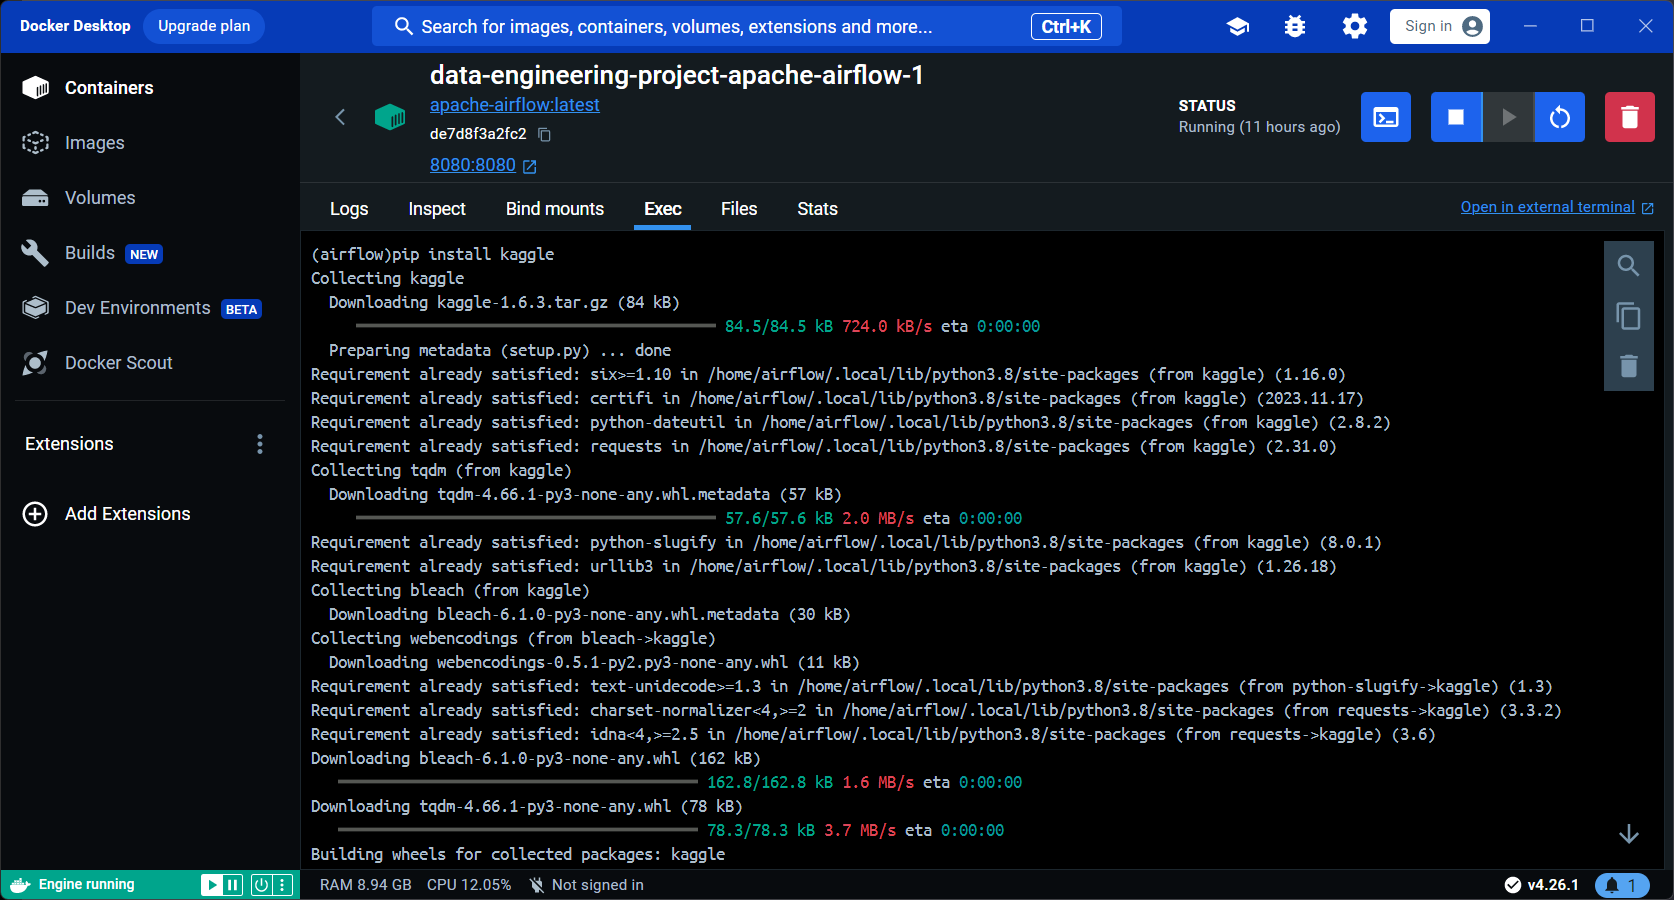 Docker Desktop
Upgrade plan
Search for images, containers, volumes, extensions and more...
Ctrl+K
Sign in
Containers
Images
Volumes
Builds NEW
Dev Environments BETA
Docker Scout
Extensions
Add Extensions
data-engineering-project-apache-airflow-1
apache-airflow:latest
de7d8f3a2fc2
8080:8080
STATUS
Running (11 hours ago)
Logs Inspect Bind mounts Exec Files Stats
Open in external terminal
(airflow)pip install kaggle
Collecting kaggle
Downloading kaggle-1.6.3.tar.gz (84 kB)
84.5/84.5 kB 724.0 kB/s eta 0:00:00
Preparing metadata (setup.py) ... done
Requirement already satisfied: six>=1.10 in /home/airflow/.local/lib/python3.8/site-packages (from kaggle) (1.16.0)
Requirement already satisfied: certifi in /home/airflow/.local/lib/python3.8/site-packages (from kaggle) (2023.11.17)
Requirement already satisfied: python-dateutil in /home/airflow/.local/lib/python3.8/site-packages (from kaggle) (2.8.2)
Requirement already satisfied: requests in /home/airflow/.local/lib/python3.8/site-packages (from kaggle) (2.31.0)
Collecting tqdm (from kaggle)
Downloading tqdm-4.66.1-py3-none-any.whl.metadata (57 kB)
57.6/57.6 kB 2.0 MB/s eta 0:00:00
Requirement already satisfied: python-slugify in /home/airflow/.local/lib/python3.8/site-packages (from kaggle) (8.0.1)
Requirement already satisfied: urllib3 in /home/airflow/.local/lib/python3.8/site-packages (from kaggle) (1.26.18)
Collecting bleach (from kaggle)
Downloading bleach-6.1.0-py3-none-any.whl.metadata (30 kB)
Collecting webencodings (from bleach->kaggle)
Downloading webencodings-0.5.1-py2.py3-none-any.whl (11 kB)
Requirement already satisfied: text-unidecode>=1.3 in /home/airflow/.local/lib/python3.8/site-packages (from python-slugify->kaggle) (1.3)
Requirement already satisfied: charset-normalizer<4,>=2 in /home/airflow/.local/lib/python3.8/site-packages (from requests->kaggle) (3.3.2)
Requirement already satisfied: idna<4,>=2.5 in /home/airflow/.local/lib/python3.8/site-packages (from requests->kaggle) (3.6)
Downloading bleach-6.1.0-py3-none-any.whl (162 kB)
162.8/162.8 kB 1.6 MB/s eta 0:00:00
Downloading tqdm-4.66.1-py3-none-any.whl (78 kB)
78.3/78.3 kB 3.7 MB/s eta 0:00:00
Building wheels for collected packages: kaggle
Engine running
RAM 8.94 GB CPU 12.05% Not signed in
v4.26.1
1